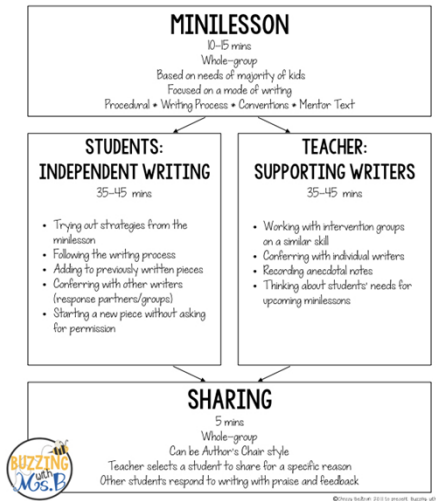 MINILESSON
10-15 mins
Whole-group
Based on needs of majority of kids
Focused on a mode of writing
Procedural * Writing Process * Conventions * Mentor Text
STUDENTS:
INDEPENDENT WRITING
35-45 mins
• Trying out strategies from the
minilesson
• Following the writing process
• Adding to previously written pieces
• Conferring with other writers
(response partners/groups)
• Starting a new piece without asking
for permission
TEACHER:
SUPPORTING WRITERS
35-45 mins
• Working with intervention groups
on a similar skill
• Conferring with individual writers
• Recording anecdotal notes
• Thinking about students' needs for
upcoming minilessons
SHARING
5 mins
Whole-group
Can be Author's Chair style
Teacher selects a student to share for a specific reason
Other students respond to writing with praise and feedback
BUZZING
with
Ms. B